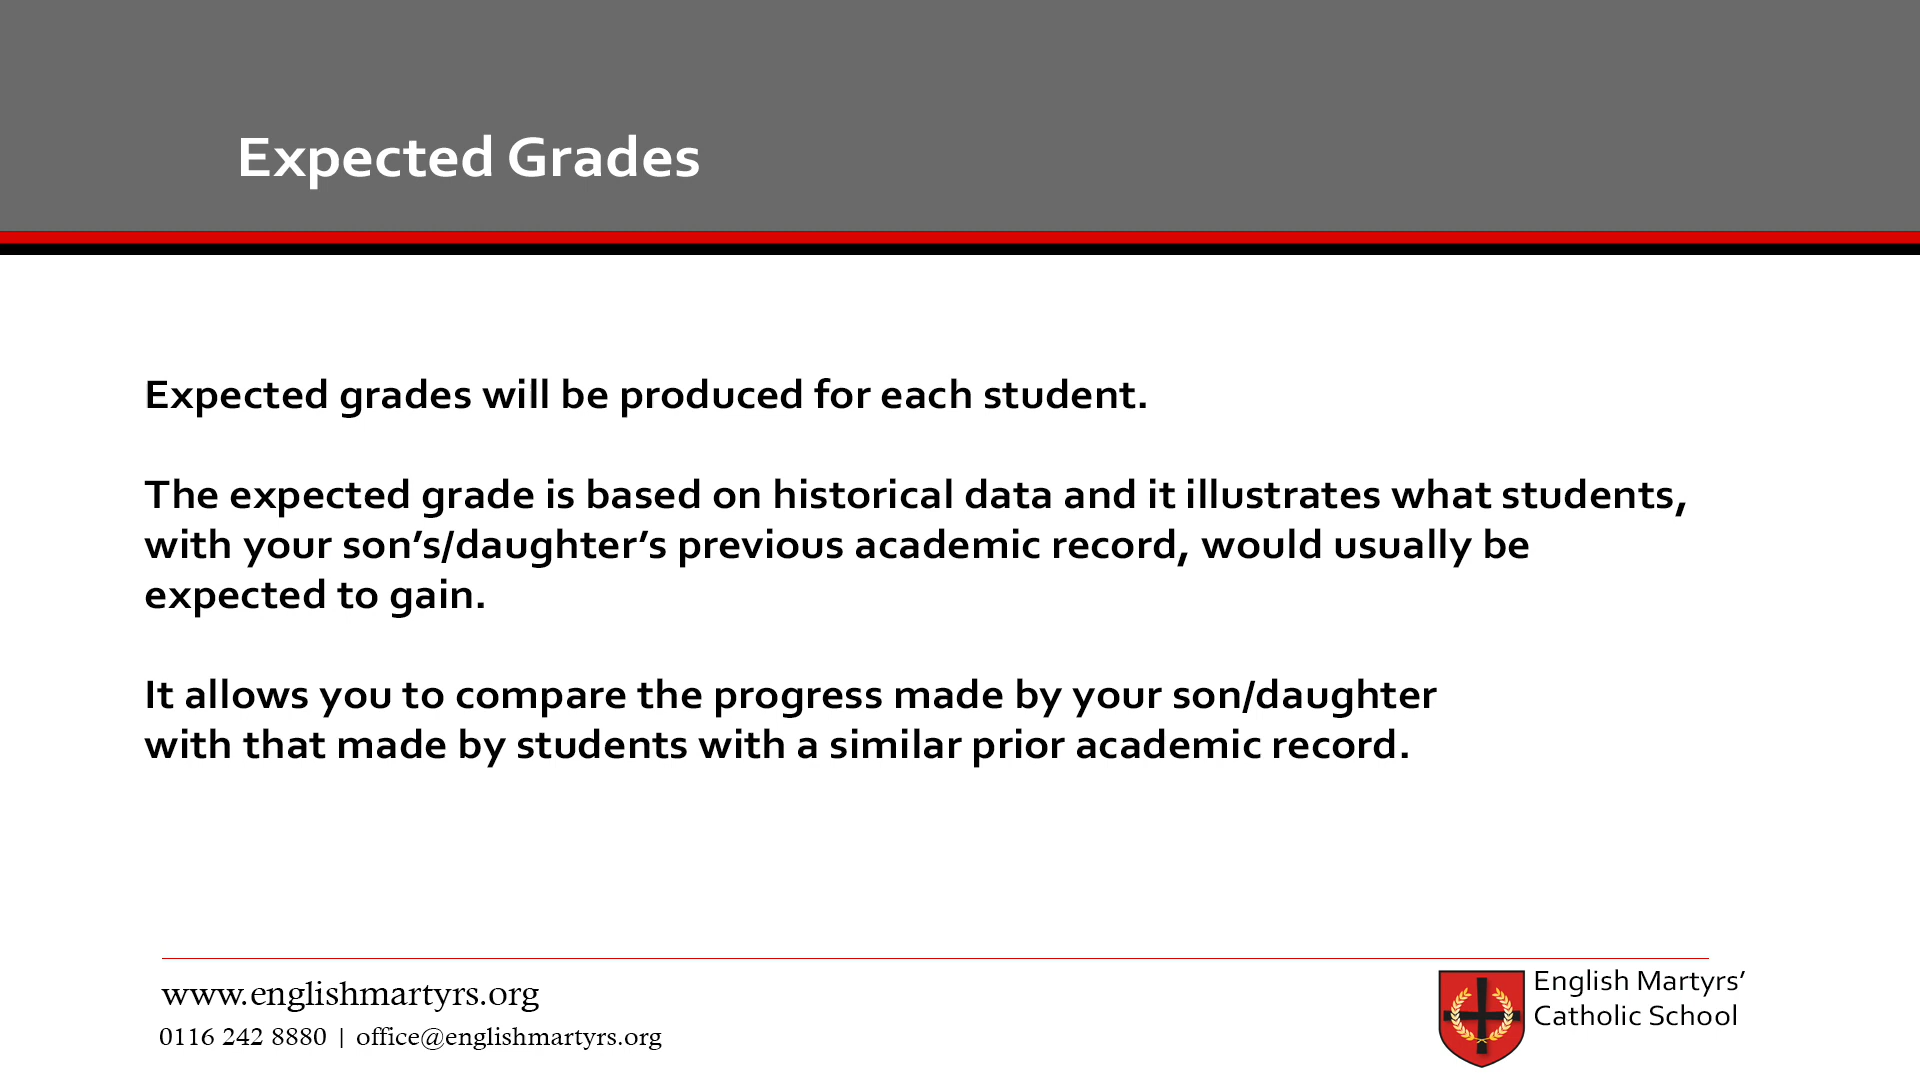 Expected Grades
Expected grades will be produced for each student.
The expected grade is based on historical data and it illustrates what students,
with your son’s/daughter’s previous academic record, would usually be
expected to gain.
It allows you to compare the progress made by your son/daughter
with that made by students with a similar prior academic record.
www.englishmartyrs.org
0116 242 8880 | office@englishmartyrs.org
English Martyrs’
Catholic School